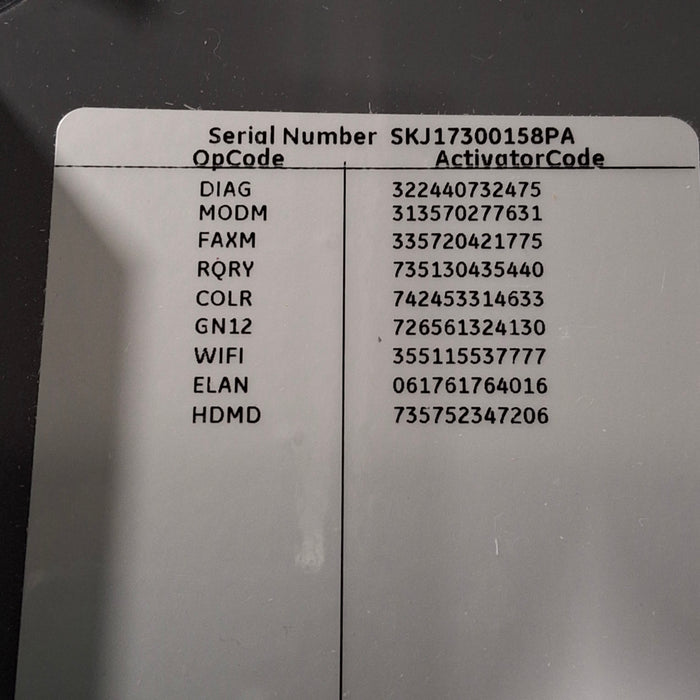 Serial Number SKJ17300158PA
OpCode ActivatorCode
DIAG 322440732475
MODM 313570277631
FAXM 335720421775
RQRY 735130435440
COLR 742453314633
GN12 726561324130
WIFI 355115537777
ELAN 061761764016
HDMD 735752347206